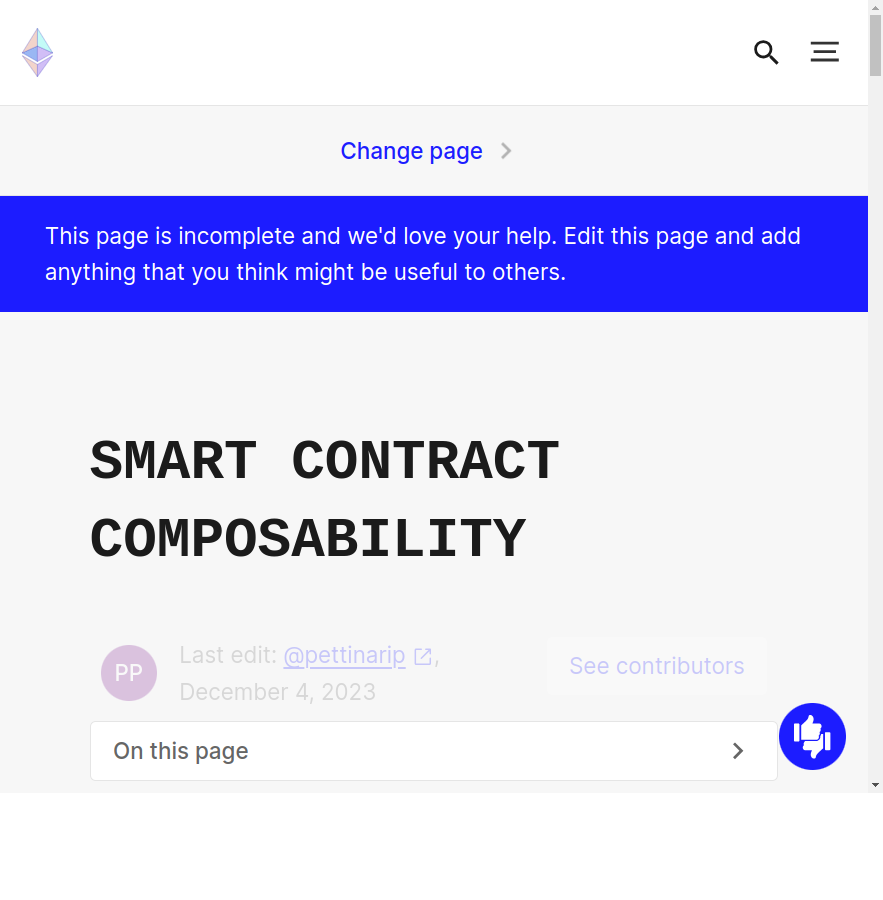 Change page
This page is incomplete and we'd love your help. Edit this page and add
anything that you think might be useful to others.
SMART CONTRACT
COMPOSABILITY
PP
Last edit: @pettinarip ,
December 4, 2023
See contributors
On this page